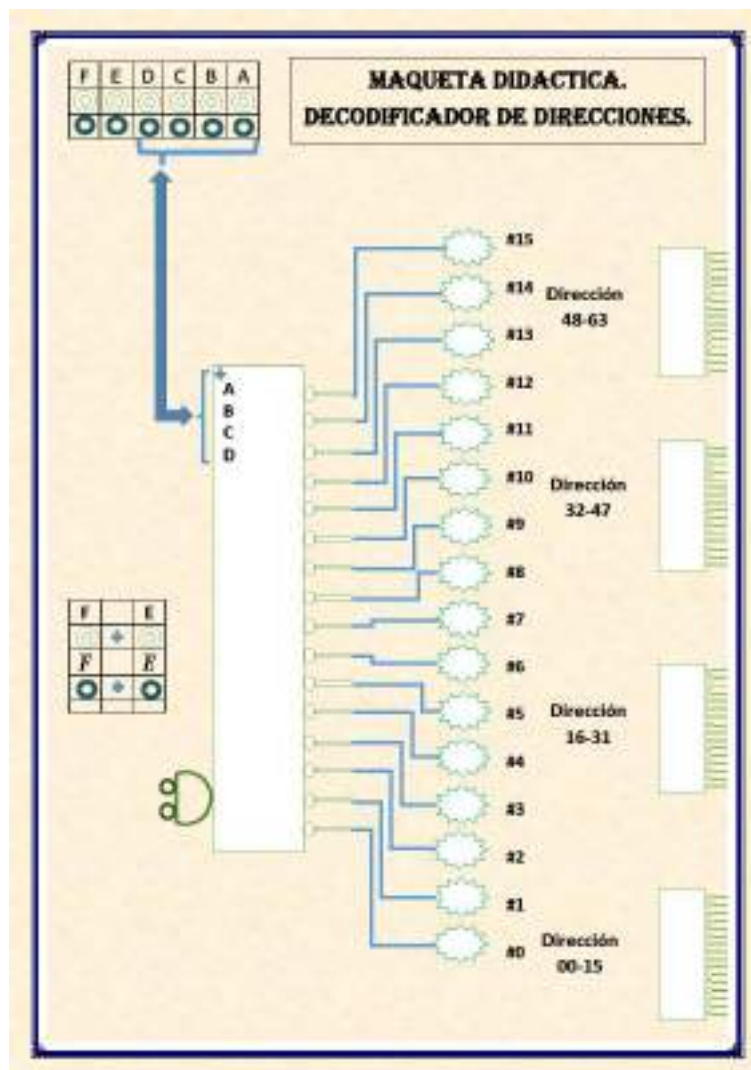 F E D C B A
MAQUETA DIDACTICA.
DECODIFICADOR DE DIRECCIONES.
#15
#14
Dirección
48-63
#13
#12
#11
#10
Dirección
32-47
#9
#8
#7
#6
#5
Dirección
16-31
#4
#3
#2
#1
#0
Dirección
00-15
A
B
C
D
F E
F E